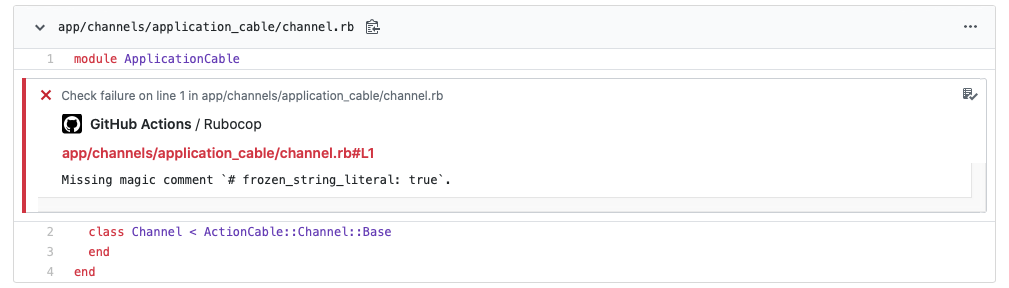 app/channels/application_cable/channel.rb
1 module ApplicationCable
Check failure on line 1 in app/channels/application_cable/channel.rb
GitHub Actions / Rubocop
app/channels/application_cable/channel.rb#L1
Missing magic comment `# frozen_string_literal: true`.
2 class Channel < ActionCable::Channel::Base
3 end
4 end